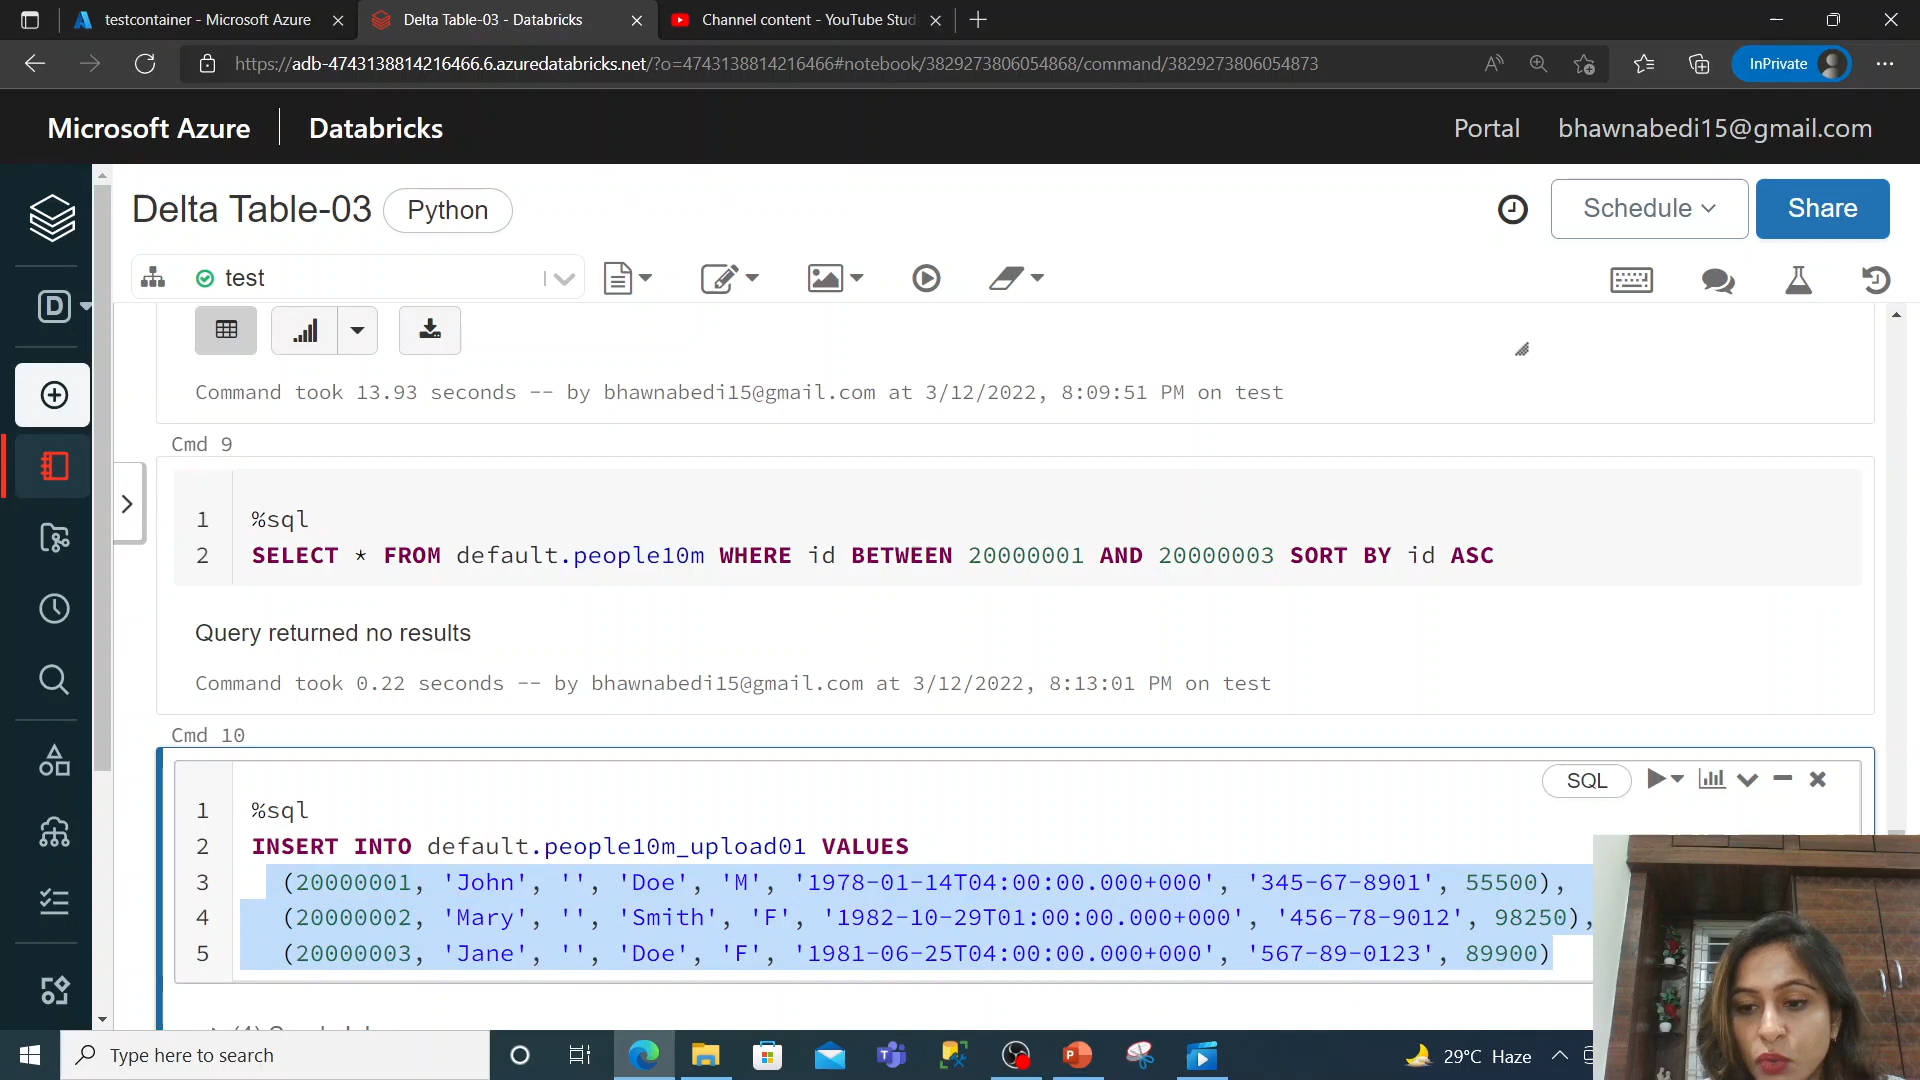 testcontainer - Microsoft Azure
Delta Table-03 - Databricks
Channel content - YouTube Stud
https://adb-4743138814216466.6.azuredatabricks.net/?o=4743138814216466#notebook/3829273806054868/command/3829273806054873
InPrivate
Microsoft Azure
Databricks
Portal
bhawnabedi15@gmail.com
Delta Table-03
Python
Schedule
Share
D
test
Command took 13.93 seconds -- by bhawnabedi15@gmail.com at 3/12/2022, 8:09:51 PM on test
Cmd 9
1 %sql
2 SELECT * FROM default.people10m WHERE id BETWEEN 20000001 AND 20000003 SORT BY id ASC
Query returned no results
Command took 0.22 seconds -- by bhawnabedi15@gmail.com at 3/12/2022, 8:13:01 PM on test
Cmd 10
SQL
1 %sql
2 INSERT INTO default.people10m_upload01 VALUES
3 (20000001, 'John', '', 'Doe', 'M', '1978-01-14T04:00:00.000+000', '345-67-8901', 55500),
4 (20000002, 'Mary', '', 'Smith', 'F', '1982-10-29T01:00:00.000+000', '456-78-9012', 98250),
5 (20000003, 'Jane', '', 'Doe', 'F', '1981-06-25T04:00:00.000+000', '567-89-0123', 89900)
Type here to search
29°C Haze